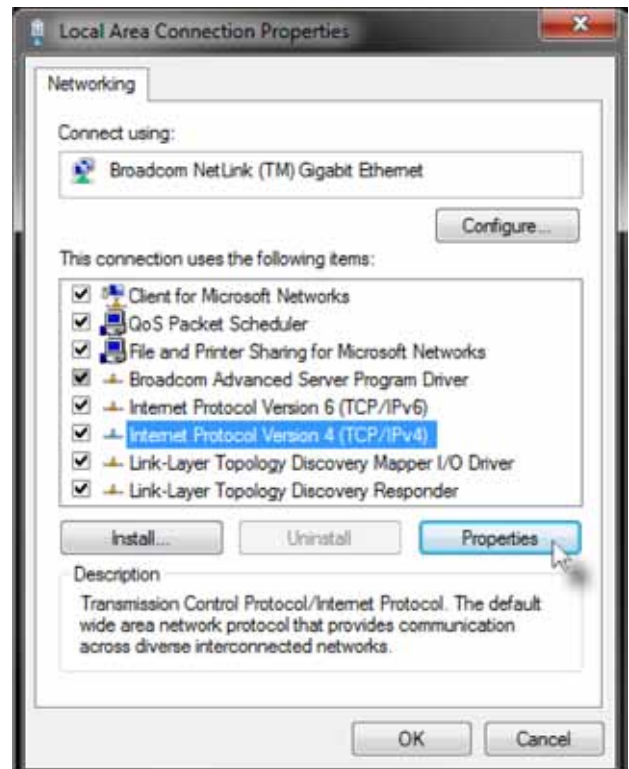 Local Area Connection Properties
Networking
Connect using:
Broadcom NetLink (TM) Gigabit Ethernet
Configure...
This connection uses the following items:
Client for Microsoft Networks
QoS Packet Scheduler
File and Printer Sharing for Microsoft Networks
Broadcom Advanced Server Program Driver
Internet Protocol Version 6 (TCP/IPv6)
Internet Protocol Version 4 (TCP/IPv4)
Link-Layer Topology Discovery Mapper I/O Driver
Link-Layer Topology Discovery Responder
Install... Uninstall Properties
Description
Transmission Control Protocol/Internet Protocol. The default
wide area network protocol that provides communication
across diverse interconnected networks.
OK Cancel